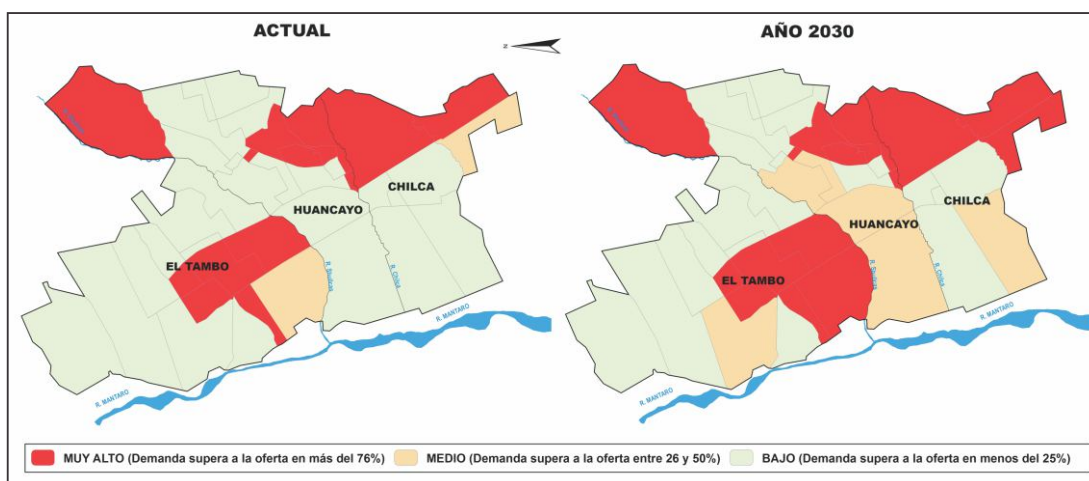 ACTUAL
AÑO 2030
N
CHILCA
HUANCAYO
EL TAMBO
R. Shullcas
R. Chilca
R. MANTARO
R. MANTARO
CHILCA
HUANCAYO
EL TAMBO
R. Shullcas
R. Chilca
R. MANTARO
R. MANTARO
MUY ALTO (Demanda supera a la oferta en más del 76%)
MEDIO (Demanda supera a la oferta entre 26 y 50%)
BAJO (Demanda supera a la oferta en menos del 25%)